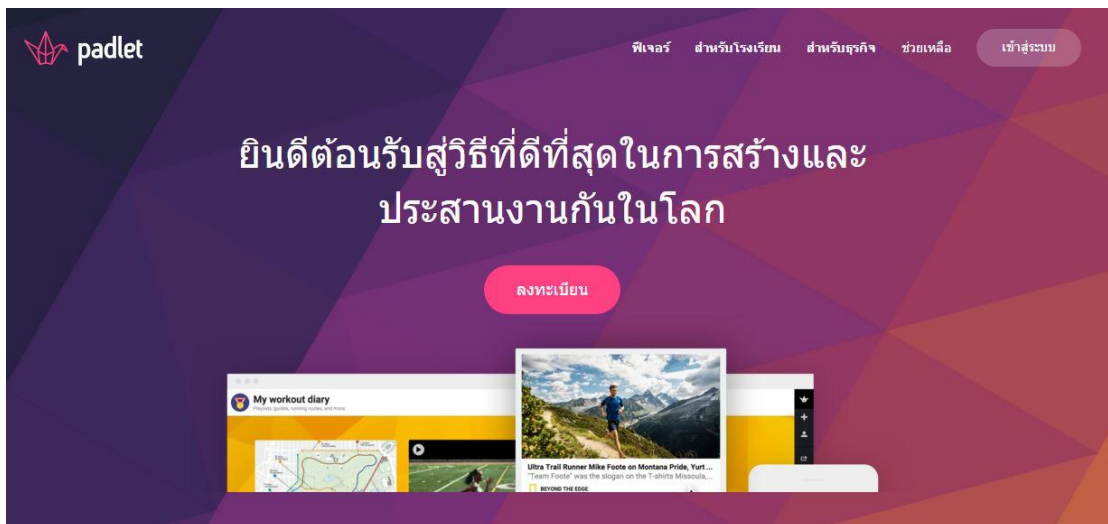 padlet
ฟีเจอร์ สำหรับโรงเรียน สำหรับธุรกิจ ช่วยเหลือ เข้าสู่ระบบ
ยินดีต้อนรับสู่วิธีที่ดีที่สุดในการสร้างและ
ประสานงานกันในโลก
ลงทะเบียน
My workout diary
Playlists, guides, running routes, and more.
Ultra Trail Runner Mike Foote on Montana Pride, Yurt ...
"Team Foote" was the slogan on the T-shirts Missoula,...
BEYOND THE EDGE